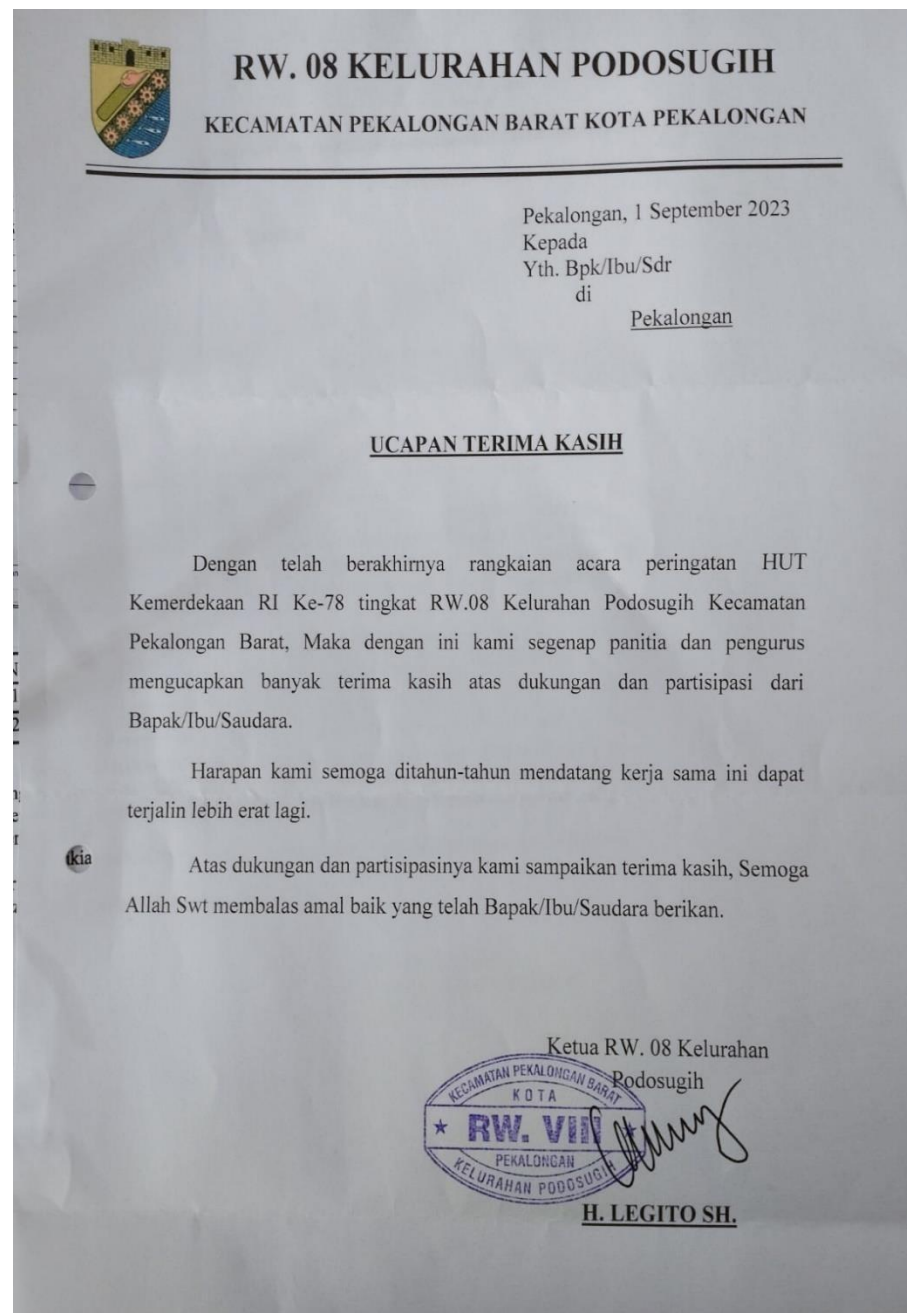 RW. 08 KELURAHAN PODOSUGIH
KECAMATAN PEKALONGAN BARAT KOTA PEKALONGAN
Pekalongan, 1 September 2023
Kepada
Yth. Bpk/Ibu/Sdr
di
Pekalongan
UCAPAN TERIMA KASIH
Dengan telah berakhirnya rangkaian acara peringatan HUT
Kemerdekaan RI Ke-78 tingkat RW.08 Kelurahan Podosugih Kecamatan
Pekalongan Barat, Maka dengan ini kami segenap panitia dan pengurus
mengucapkan banyak terima kasih atas dukungan dan partisipasi dari
Bapak/Ibu/Saudara.
Harapan kami semoga ditahun-tahun mendatang kerja sama ini dapat
terjalin lebih erat lagi.
kia
Atas dukungan dan partisipasinya kami sampaikan terima kasih, Semoga
Allah Swt membalas amal baik yang telah Bapak/Ibu/Saudara berikan.
Ketua RW. 08 Kelurahan
Podosugih
KECAMATAN PEKALONGAN BARAT
KOTA
RW. VIII
PEKALONGAN
KELURAHAN PODOSUGIH
H. LEGITO SH.